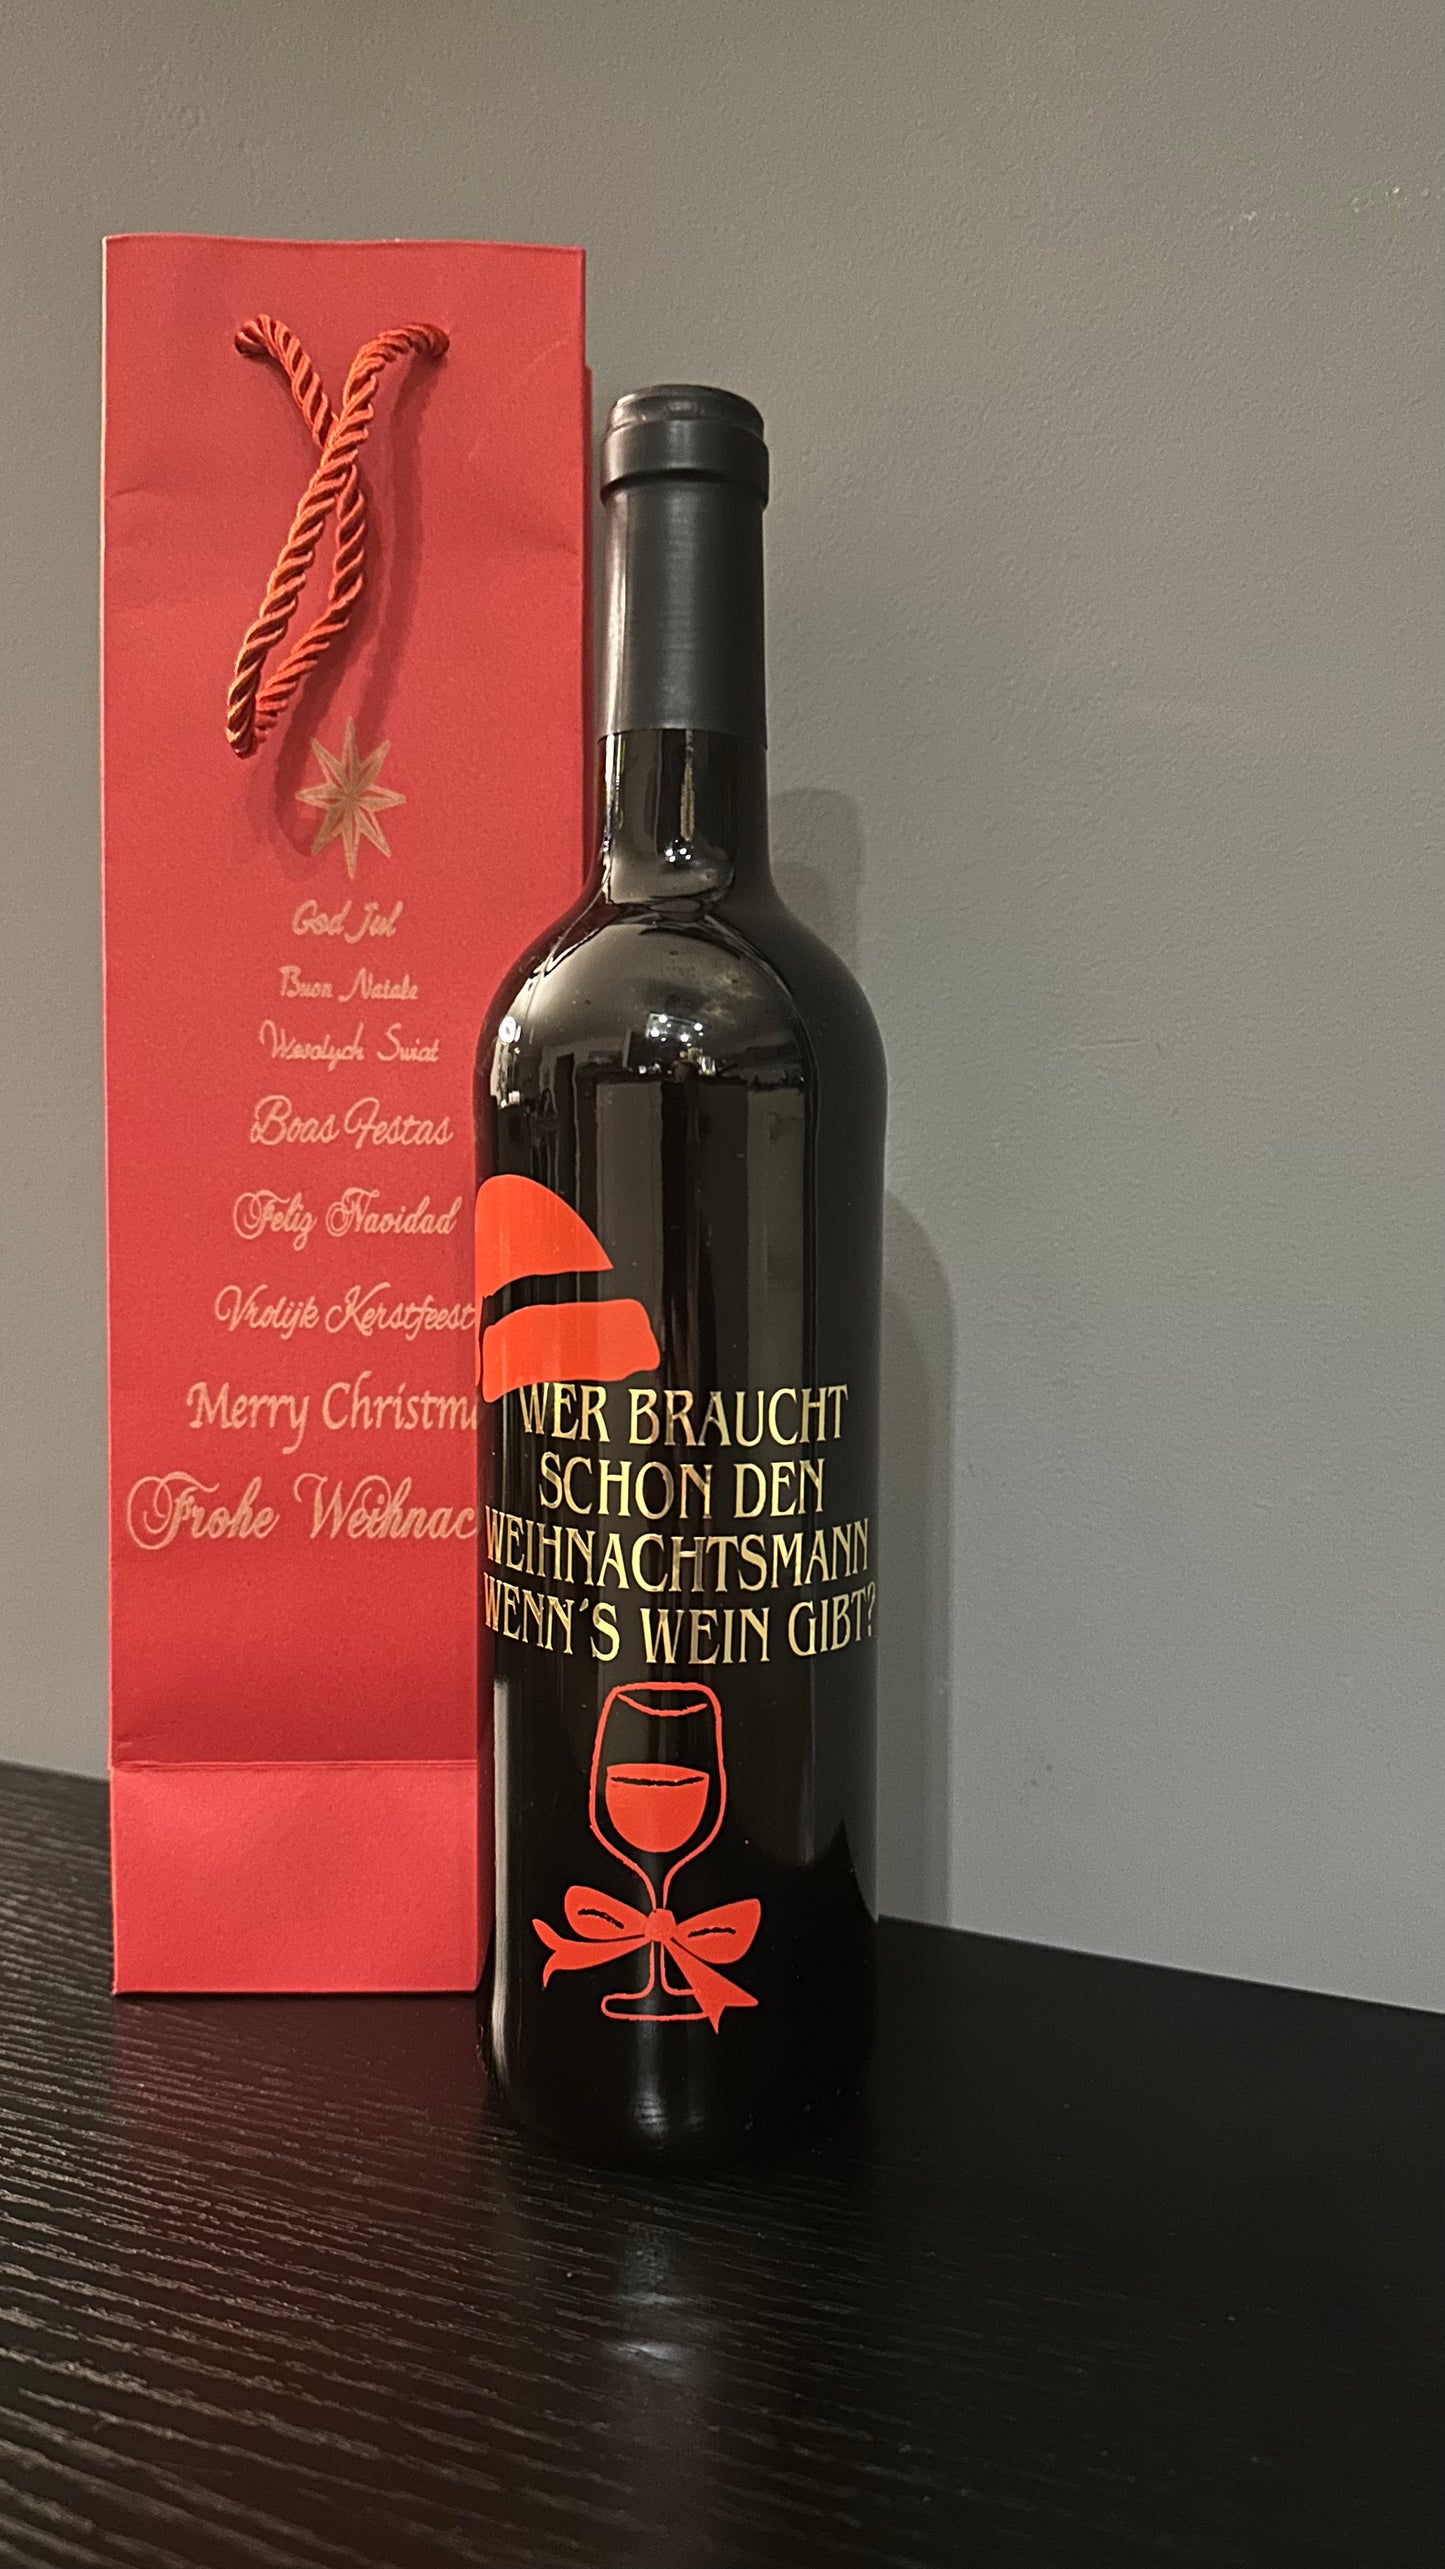 God Jul
Buon Natale
Wesolych Swiat
Boas Festas
Feliz Navidad
Vrolijk Kerstfeest
Merry Christm
Frohe Weihnac
WER BRAUCHT
SCHON DEN
WEIHNACHTSMANN
WENN´S WEIN GIBT?